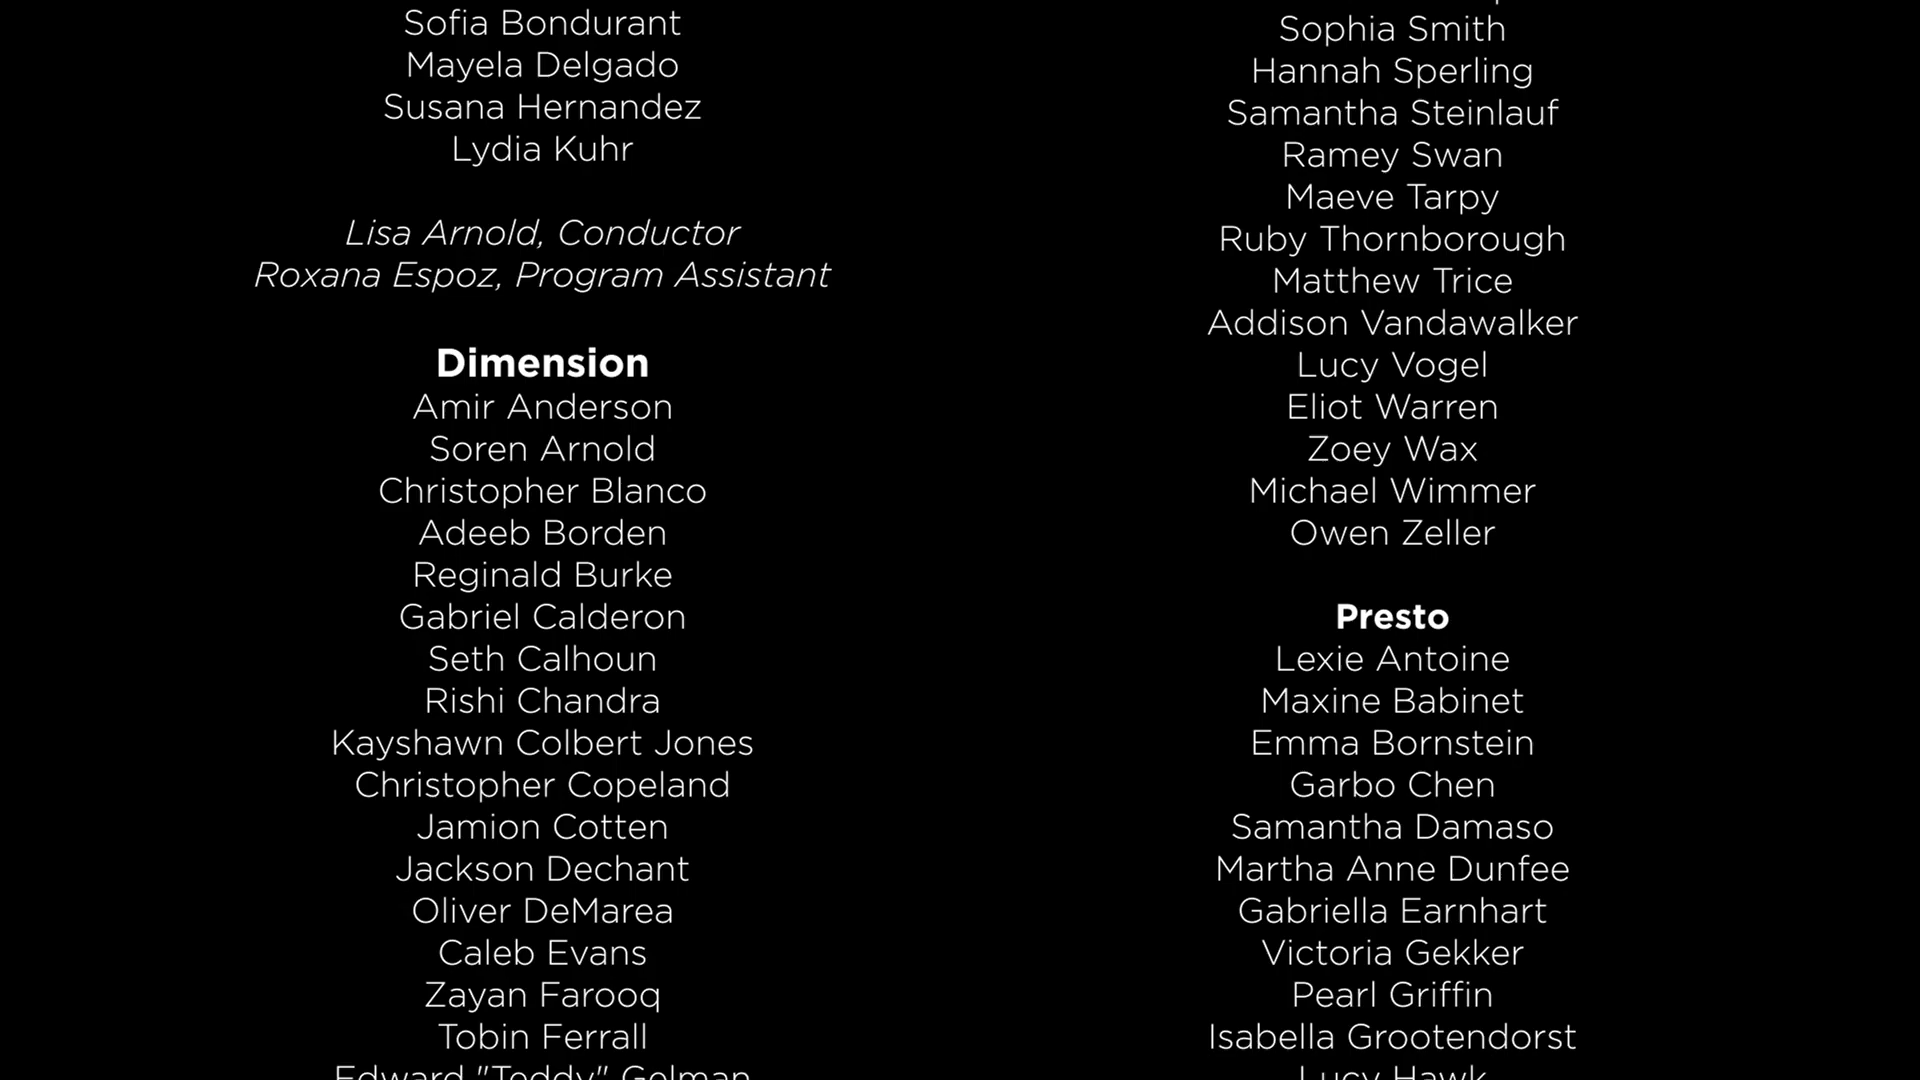 Sofia Bondurant
Mayela Delgado
Susana Hernandez
Lydia Kuhr
Lisa Arnold, Conductor
Roxana Espoz, Program Assistant
Dimension
Amir Anderson
Soren Arnold
Christopher Blanco
Adeeb Borden
Reginald Burke
Gabriel Calderon
Seth Calhoun
Rishi Chandra
Kayshawn Colbert Jones
Christopher Copeland
Jamion Cotten
Jackson Dechant
Oliver DeMarea
Caleb Evans
Zayan Farooq
Tobin Ferrall
Edward "Teddy" Gelman
Sophia Smith
Hannah Sperling
Samantha Steinlauf
Ramey Swan
Maeve Tarpy
Ruby Thornborough
Matthew Trice
Addison Vandawalker
Lucy Vogel
Eliot Warren
Zoey Wax
Michael Wimmer
Owen Zeller
Presto
Lexie Antoine
Maxine Babinet
Emma Bornstein
Garbo Chen
Samantha Damaso
Martha Anne Dunfee
Gabriella Earnhart
Victoria Gekker
Pearl Griffin
Isabella Grootendorst
Lucy Hawk